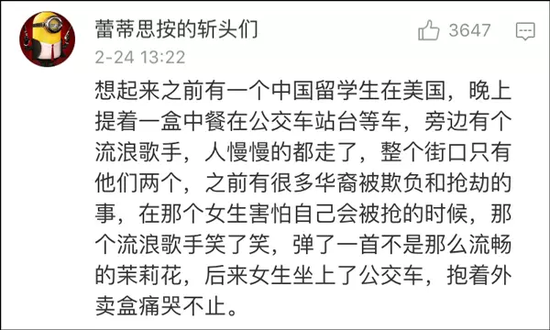 蕾蒂思按的斩头们
3647
2-24 13:22
想起来之前有一个中国留学生在美国，晚上
提着一盒中餐在公交车站台等车，旁边有个
流浪歌手，人慢慢的都走了，整个街口只有
他们两个，之前有很多华裔被欺负和抢劫的
事，在那个女生害怕自己会被抢的时候，那
个流浪歌手笑了笑，弹了一首不是那么流畅
的茉莉花，后来女生坐上了公交车，抱着外
卖盒痛哭不止。